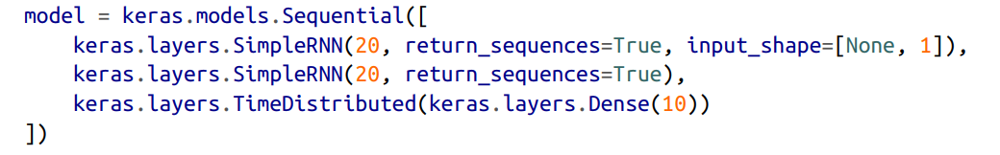 model = keras.models.Sequential([
    keras.layers.SimpleRNN(20, return_sequences=True, input_shape=[None, 1]),
    keras.layers.SimpleRNN(20, return_sequences=True),
    keras.layers.TimeDistributed(keras.layers.Dense(10))
])